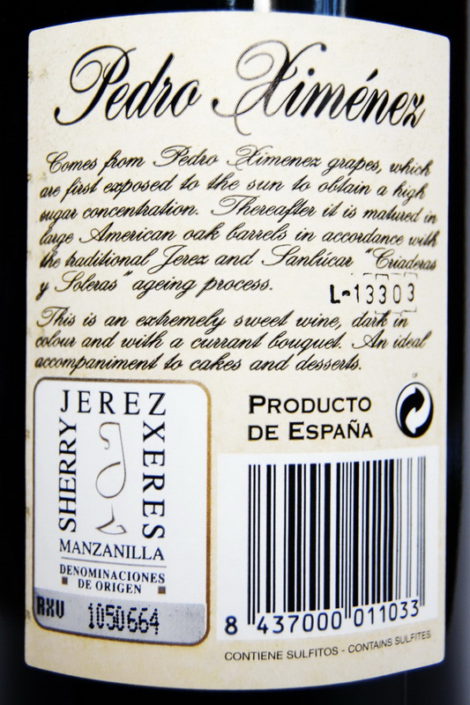 Pedro Ximénez
Comes from Pedro Ximenez grapes, which
are first exposed to the sun to obtain a high
sugar concentration. Thereafter it is matured in
large American oak barrels in accordance with
the traditional Jerez and Sanlúcar "Criaderas
y Soleras" ageing process.
L-13303
This is an extremely sweet wine, dark in
colour and with a currant bouquet. An ideal
accompaniment to cakes and desserts.
JEREZ
XERES
SHERRY
MANZANILLA
DENOMINACIONES
DE ORIGEN
RXU 1050664
PRODUCTO
DE ESPAÑA
8 437000 011033
CONTIENE SULFITOS - CONTAINS SULFITES